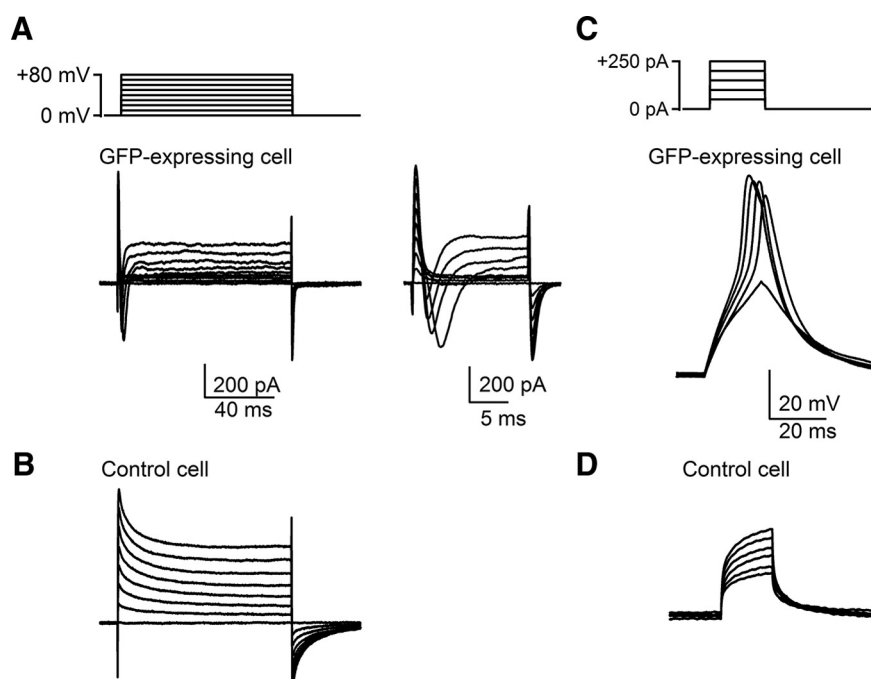 A
+80 mV
0 mV
GFP-expressing cell
200 pA
40 ms
200 pA
5 ms
B
Control cell
C
+250 pA
0 pA
GFP-expressing cell
20 mV
20 ms
D
Control cell